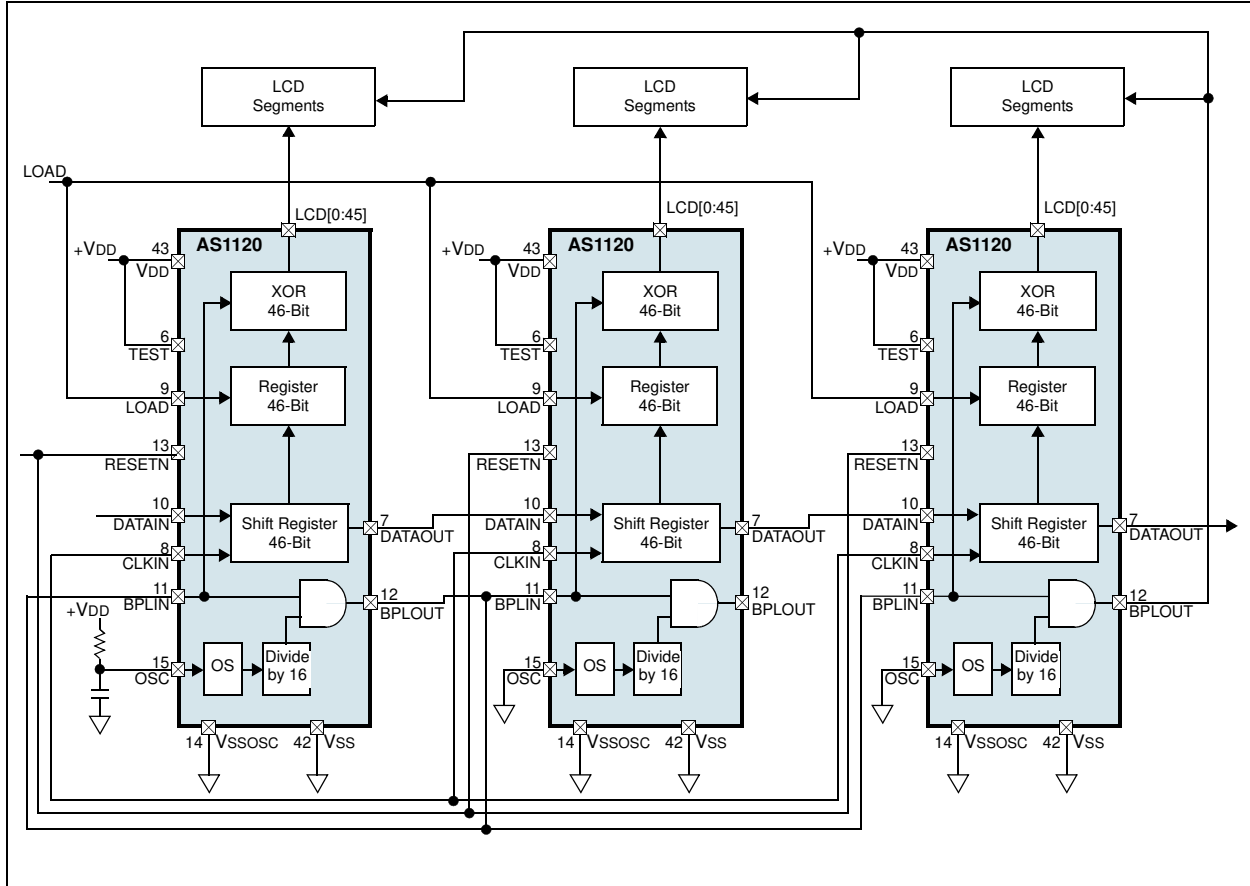 LCD
Segments
LCD
Segments
LCD
Segments
LOAD
LCD[0:45]
LCD[0:45]
LCD[0:45]
AS1120
+VDD
43
VDD
XOR
46-Bit
6
TEST
9
LOAD
Register
46-Bit
13
RESETN
10
DATAIN
Shift Register
46-Bit
7
DATAOUT
8
CLKIN
11
BPLIN
12
BPLOUT
+VDD
15
OSC
OS
Divide
by 16
14
VSSOSC
42
VSS
AS1120
+VDD
43
VDD
XOR
46-Bit
6
TEST
9
LOAD
Register
46-Bit
13
RESETN
10
DATAIN
Shift Register
46-Bit
7
DATAOUT
8
CLKIN
11
BPLIN
12
BPLOUT
15
OSC
OS
Divide
by 16
14
VSSOSC
42
VSS
AS1120
+VDD
43
VDD
XOR
46-Bit
6
TEST
9
LOAD
Register
46-Bit
13
RESETN
10
DATAIN
Shift Register
46-Bit
7
DATAOUT
8
CLKIN
11
BPLIN
12
BPLOUT
15
OSC
OS
Divide
by 16
14
VSSOSC
42
VSS